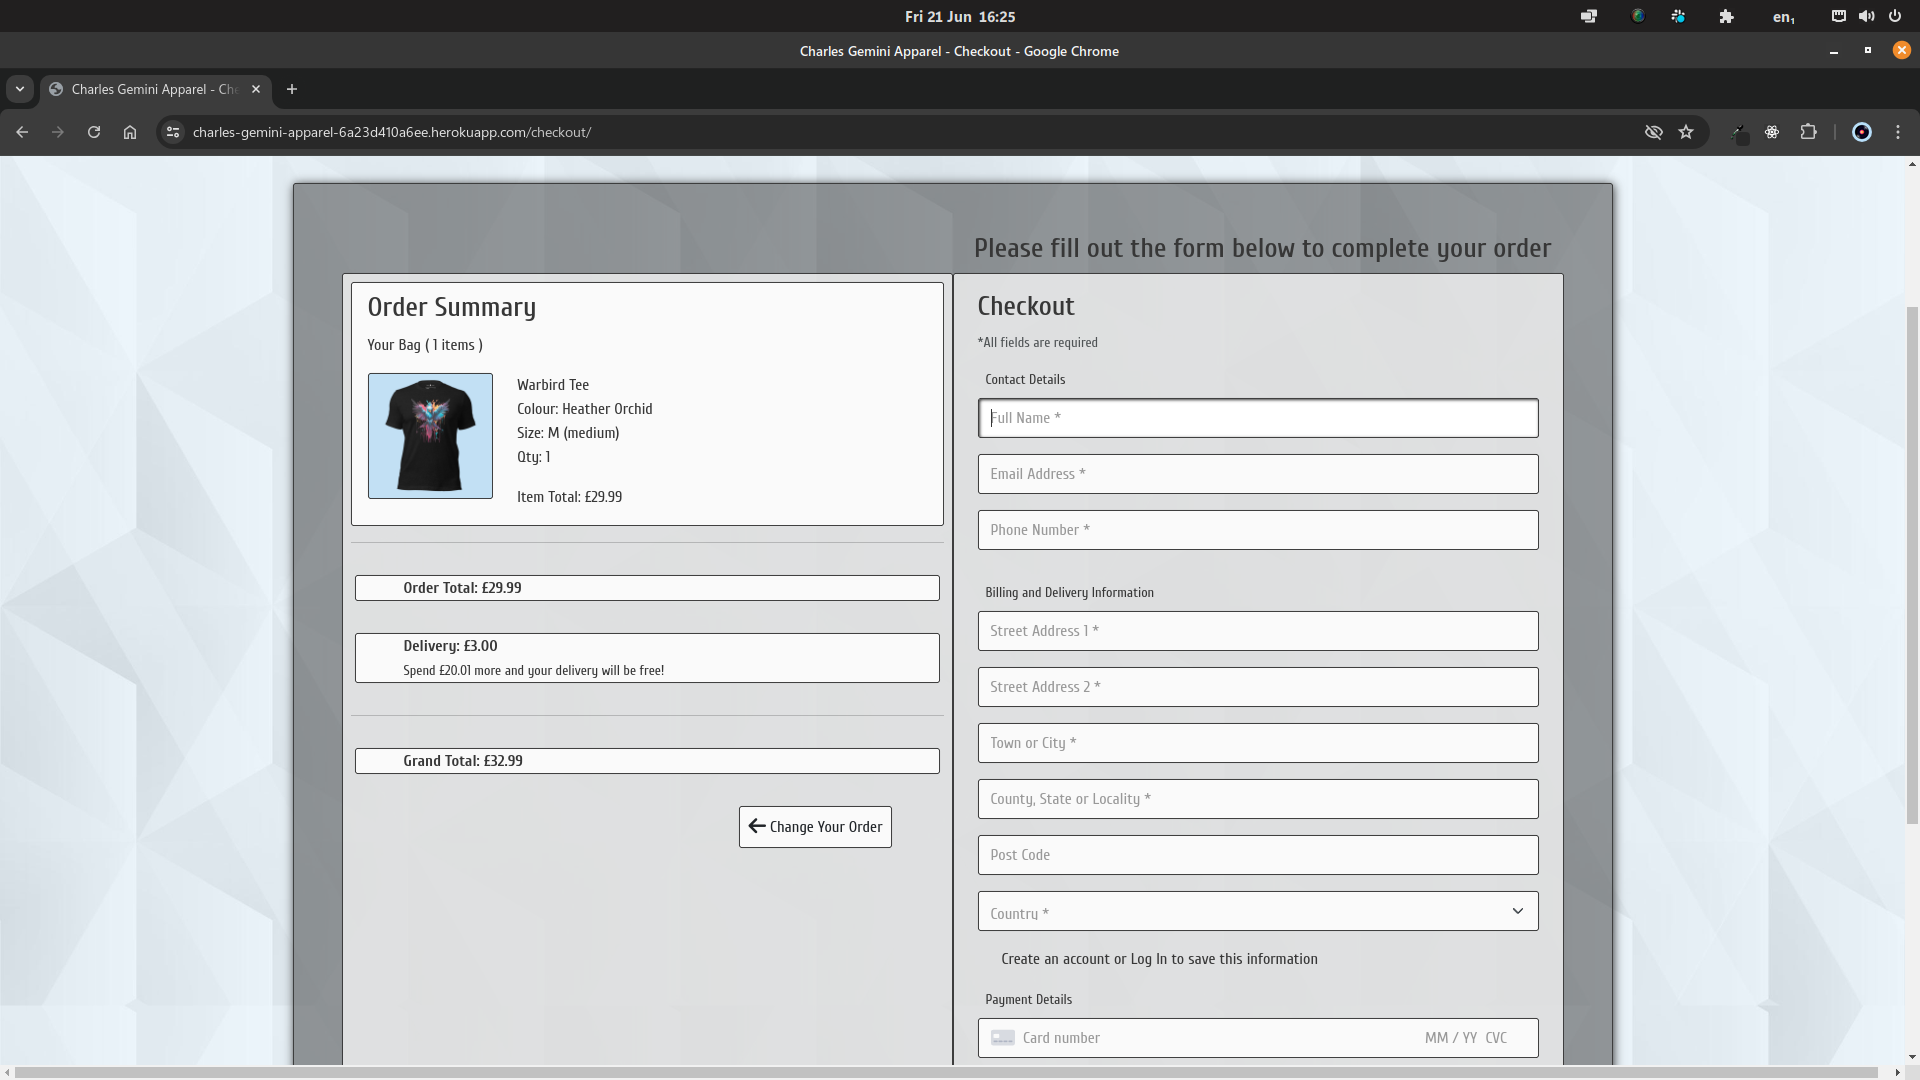 Fri 21 Jun 16:25
en1
Charles Gemini Apparel - Checkout - Google Chrome
Charles Gemini Apparel - Che
charles-gemini-apparel-6a23d410a6ee.herokuapp.com/checkout/
Please fill out the form below to complete your order
Order Summary
Your Bag ( 1 items )
Warbird Tee
Colour: Heather Orchid
Size: M (medium)
Qty: 1
Item Total: £29.99
Order Total: £29.99
Delivery: £3.00
Spend £20.01 more and your delivery will be free!
Grand Total: £32.99
Change Your Order
Checkout
*All fields are required
Contact Details
Full Name *
Email Address *
Phone Number *
Billing and Delivery Information
Street Address 1 *
Street Address 2 *
Town or City *
County, State or Locality *
Post Code
Country *
Create an account or Log In to save this information
Payment Details
Card number MM / YY CVC